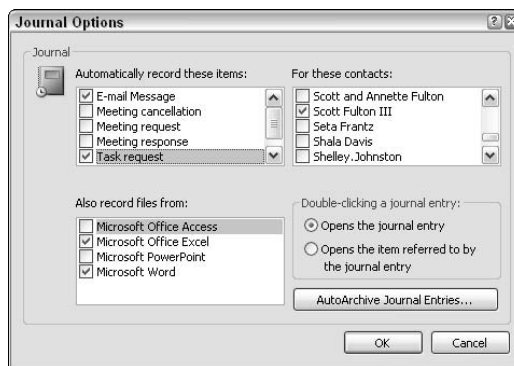 Journal Options
Journal
Automatically record these items:
E-mail Message
Meeting cancellation
Meeting request
Meeting response
Task request
For these contacts:
Scott and Annette Fulton
Scott Fulton III
Seta Frantz
Shala Davis
Shelley.Johnston
Also record files from:
Microsoft Office Access
Microsoft Office Excel
Microsoft PowerPoint
Microsoft Word
Double-clicking a journal entry:
Opens the journal entry
Opens the item referred to by
the journal entry
AutoArchive Journal Entries...
OK
Cancel